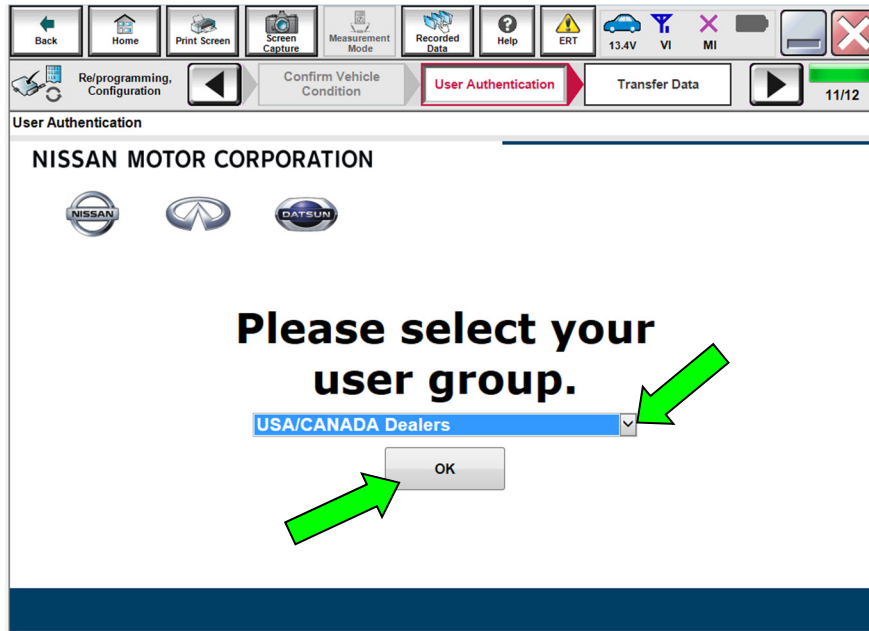 Back
Home
Print Screen
Screen
Capture
Measurement
Mode
Recorded
Data
Help
ERT
13.4V
VI
MI
Re/programming,
Configuration
Confirm Vehicle
Condition
User Authentication
Transfer Data
11/12
User Authentication
NISSAN MOTOR CORPORATION
NISSAN
DATSUN
Please select your
user group.
USA/CANADA Dealers
OK